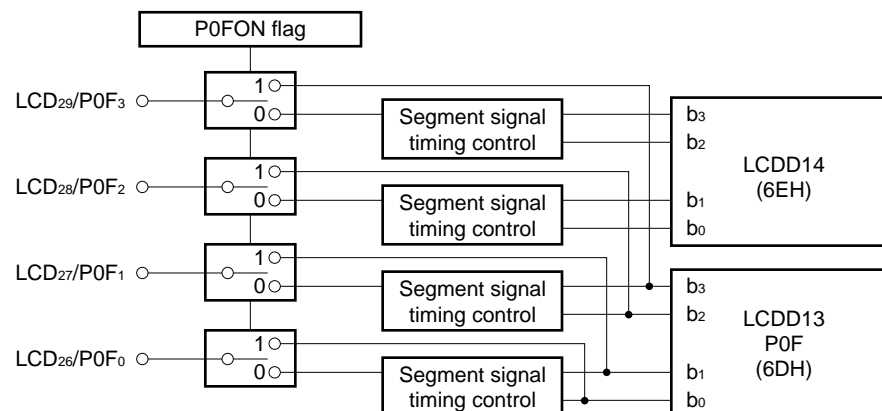 P0FON flag
LCD29/P0F3
1
0
Segment signal
timing control
b3
b2
LCDD14
(6EH)
LCD28/P0F2
1
0
Segment signal
timing control
b1
b0
LCD27/P0F1
1
0
Segment signal
timing control
b3
b2
LCDD13
P0F
(6DH)
LCD26/P0F0
1
0
Segment signal
timing control
b1
b0